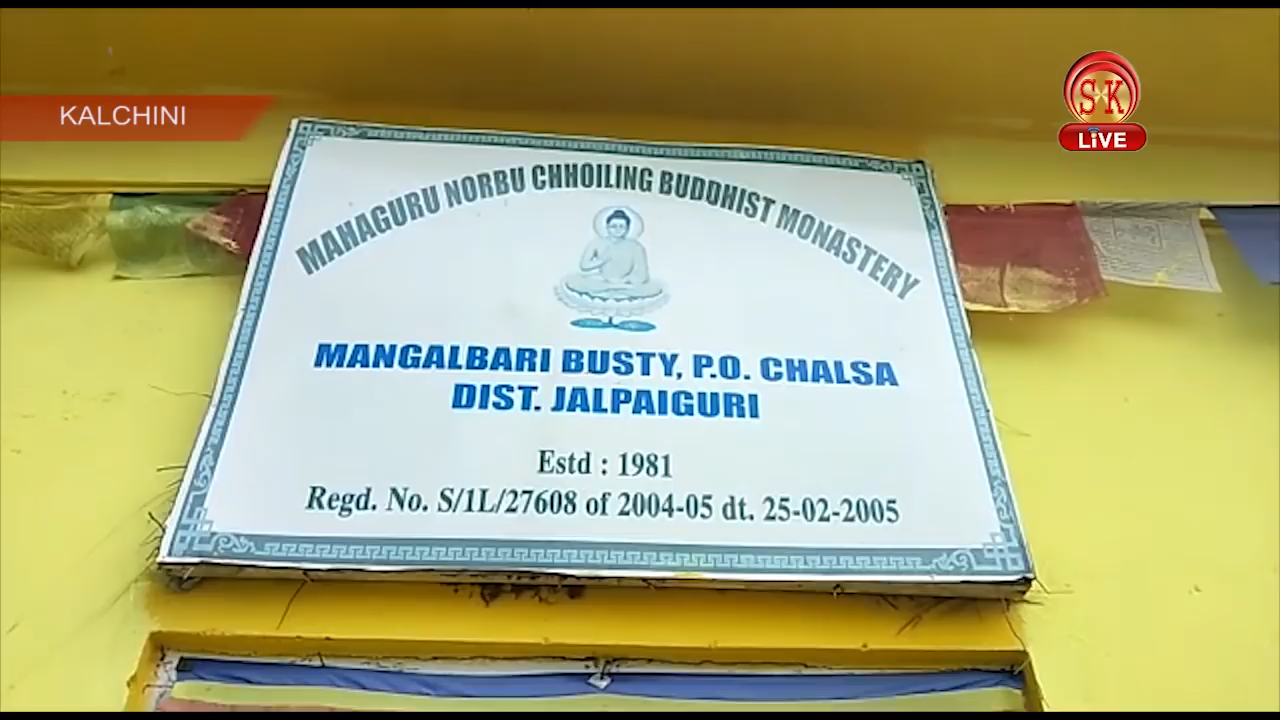 KALCHINI
SK
LiVE
MAHAGURU NORBU CHHOILING BUDDHIST MONASTERY
MANGALBARI BUSTY, P.O. CHALSA
DIST. JALPAIGURI
Estd : 1981
Regd. No. S/1L/27608 of 2004-05 dt. 25-02-2005